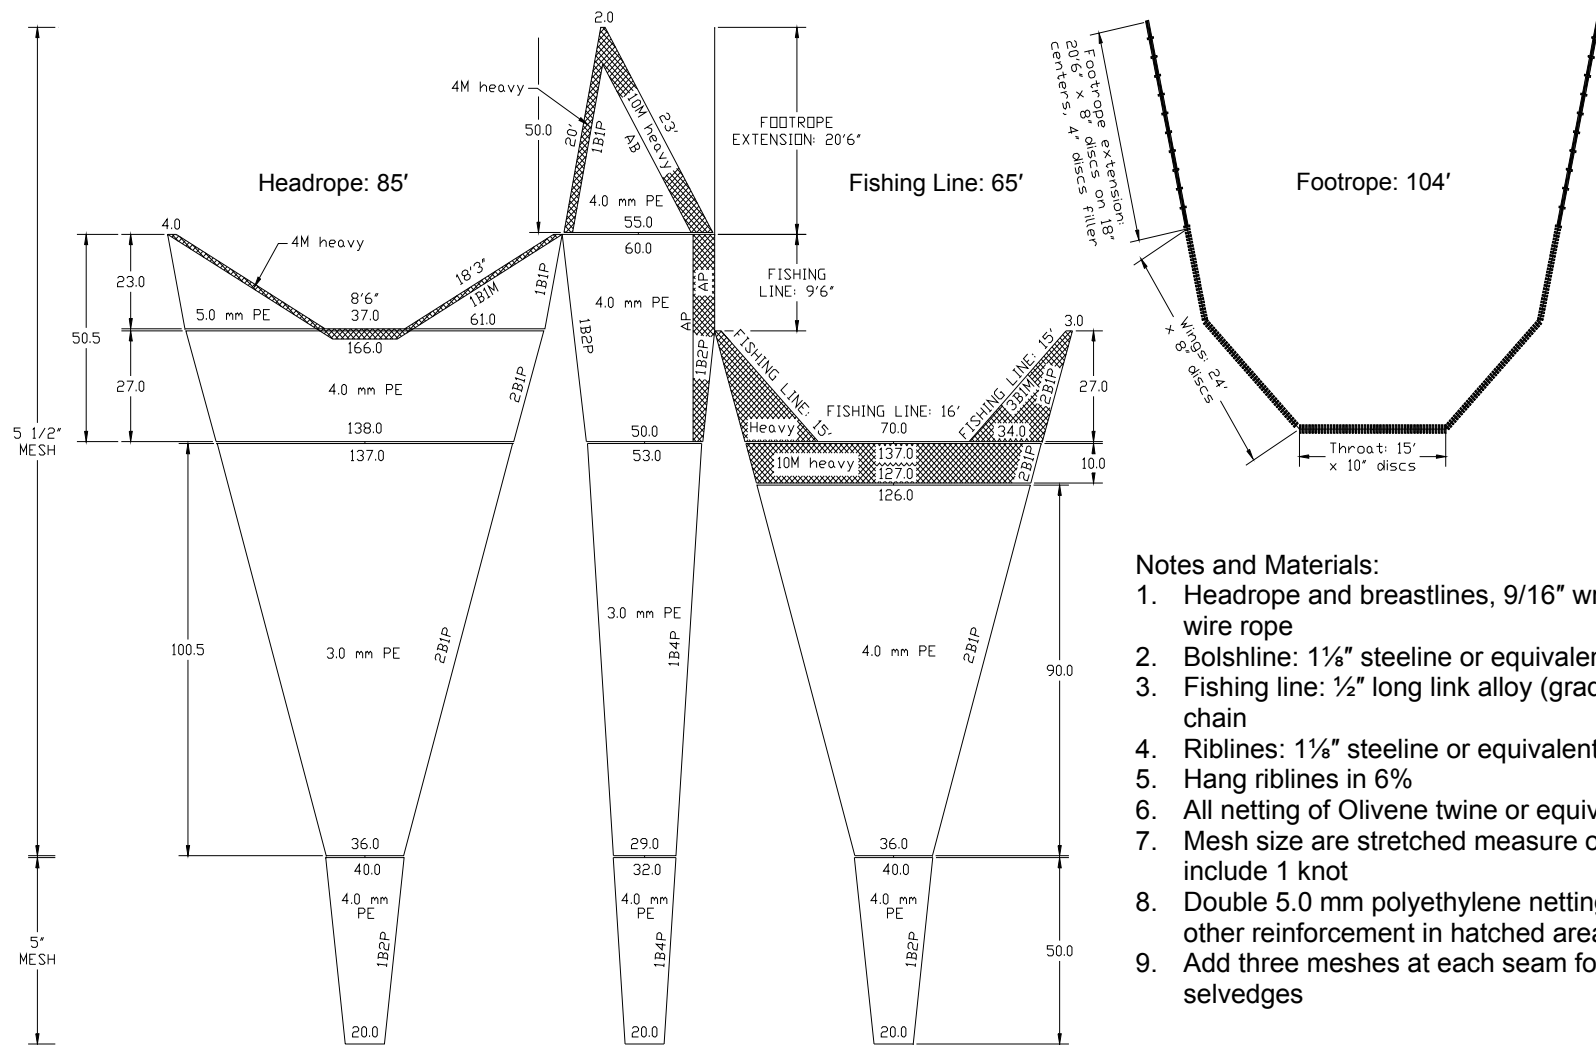 2.0
4M heavy
50.0
20'
1B1P
10M heavy
23'
AB
4.0 mm PE
55.0
FOOTROPE
EXTENSION: 20'6"
Headrope: 85′
Fishing Line: 65′
Footrope: 104′
Footrope extension:
20'6" x 8" discs on 18"
centers, 4" discs filler
4.0
4M heavy
23.0
8'6"
37.0
18'3"
1B1M
1B1P
5.0 mm PE
61.0
166.0
50.5
27.0
4.0 mm PE
2B1P
138.0
137.0
60.0
4.0 mm PE
AP
AP
1B2P
1B2P
50.0
53.0
FISHING
LINE: 9'6"
3.0
FISHING LINE: 15'
FISHING LINE: 15'
FISHING LINE: 16'
3B1M
2B1P
27.0
Heavy
70.0
34.0
137.0
10M heavy
127.0
2B1P
10.0
126.0
Wings: 24'
x 8" discs
Throat: 15'
x 10" discs
5 1/2"
MESH
100.5
3.0 mm PE
2B1P
3.0 mm PE
1B4P
4.0 mm PE
2B1P
90.0
36.0
40.0
29.0
32.0
36.0
40.0
4.0 mm
PE
1B2P
4.0 mm
PE
1B4P
4.0 mm
PE
1B2P
50.0
5"
MESH
20.0
20.0
20.0
Notes and Materials:
1. Headrope and breastlines, 9/16″
wire rope
2. Bolshline: 1⅛″ steeline or
3. Fishing line: ½″ long link alloy
chain
4. Riblines: 1⅛″ steeline or equivalent
5. Hang riblines in 6%
6. All netting of Olivene twine or
7. Mesh size are stretched measure
include 1 knot
8. Double 5.0 mm polyethylene
other reinforcement in hatched
9. Add three meshes at each seam
selvedges